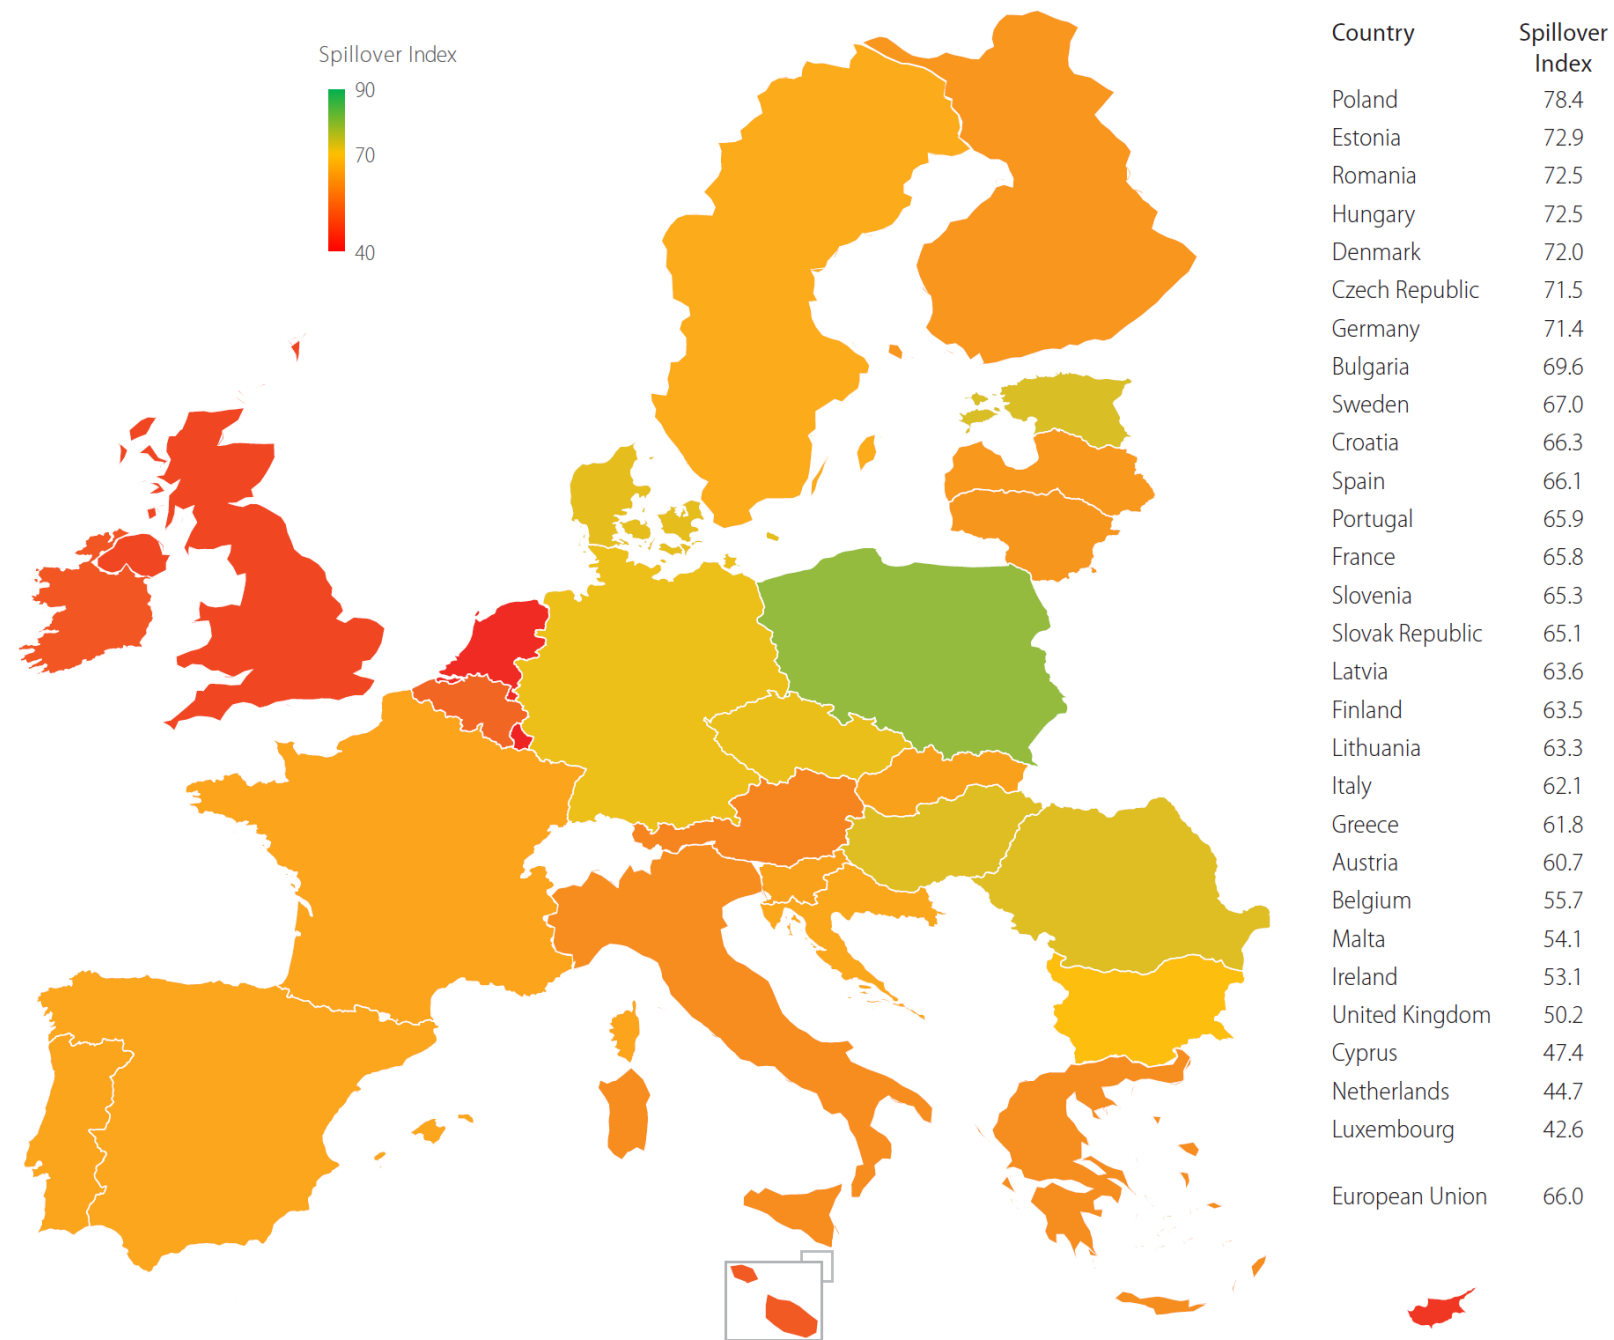 Spillover Index
90
70
40
Country Spillover
Index
Poland 78.4
Estonia 72.9
Romania 72.5
Hungary 72.5
Denmark 72.0
Czech Republic 71.5
Germany 71.4
Bulgaria 69.6
Sweden 67.0
Croatia 66.3
Spain 66.1
Portugal 65.9
France 65.8
Slovenia 65.3
Slovak Republic 65.1
Latvia 63.6
Finland 63.5
Lithuania 63.3
Italy 62.1
Greece 61.8
Austria 60.7
Belgium 55.7
Malta 54.1
Ireland 53.1
United Kingdom 50.2
Cyprus 47.4
Netherlands 44.7
Luxembourg 42.6
European Union 66.0